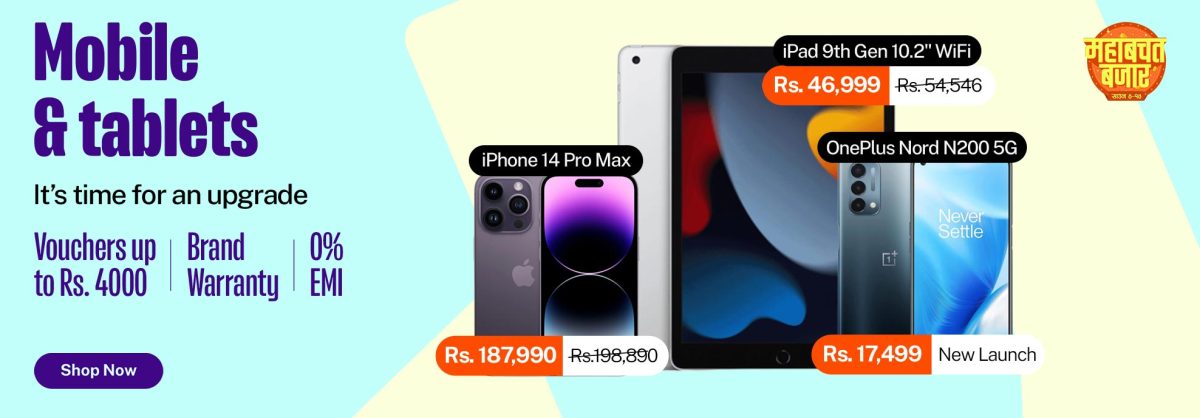 Mobile
& tablets
It's time for an upgrade
Vouchers up
to Rs. 4000
Brand
Warranty
0%
EMI
Shop Now
iPhone 14 Pro Max
Rs. 187,990 Rs.198,890
iPad 9th Gen 10.2" WiFi
Rs. 46,999 Rs. 54,546
OnePlus Nord N200 5G
Never
Settle
Rs. 17,499 New Launch
महाबचत
बजार